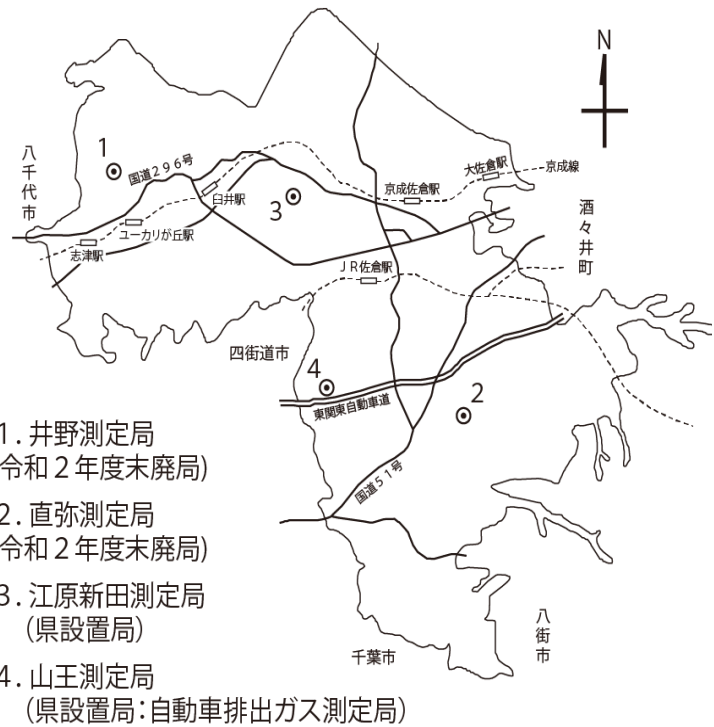 N
八千代市
1
国道296号
大佐倉駅
京成線
京成佐倉駅
臼井駅
3
酒々井町
ユーカリが丘駅
志津駅
JR佐倉駅
四街道市
4
東関東自動車道
2
国道51号
1.井野測定局
令和2年度末廃局)
2.直弥測定局
令和2年度末廃局)
3.江原新田測定局
(県設置局)
4.山王測定局
(県設置局:自動車排出ガス測定局)
千葉市
八街市